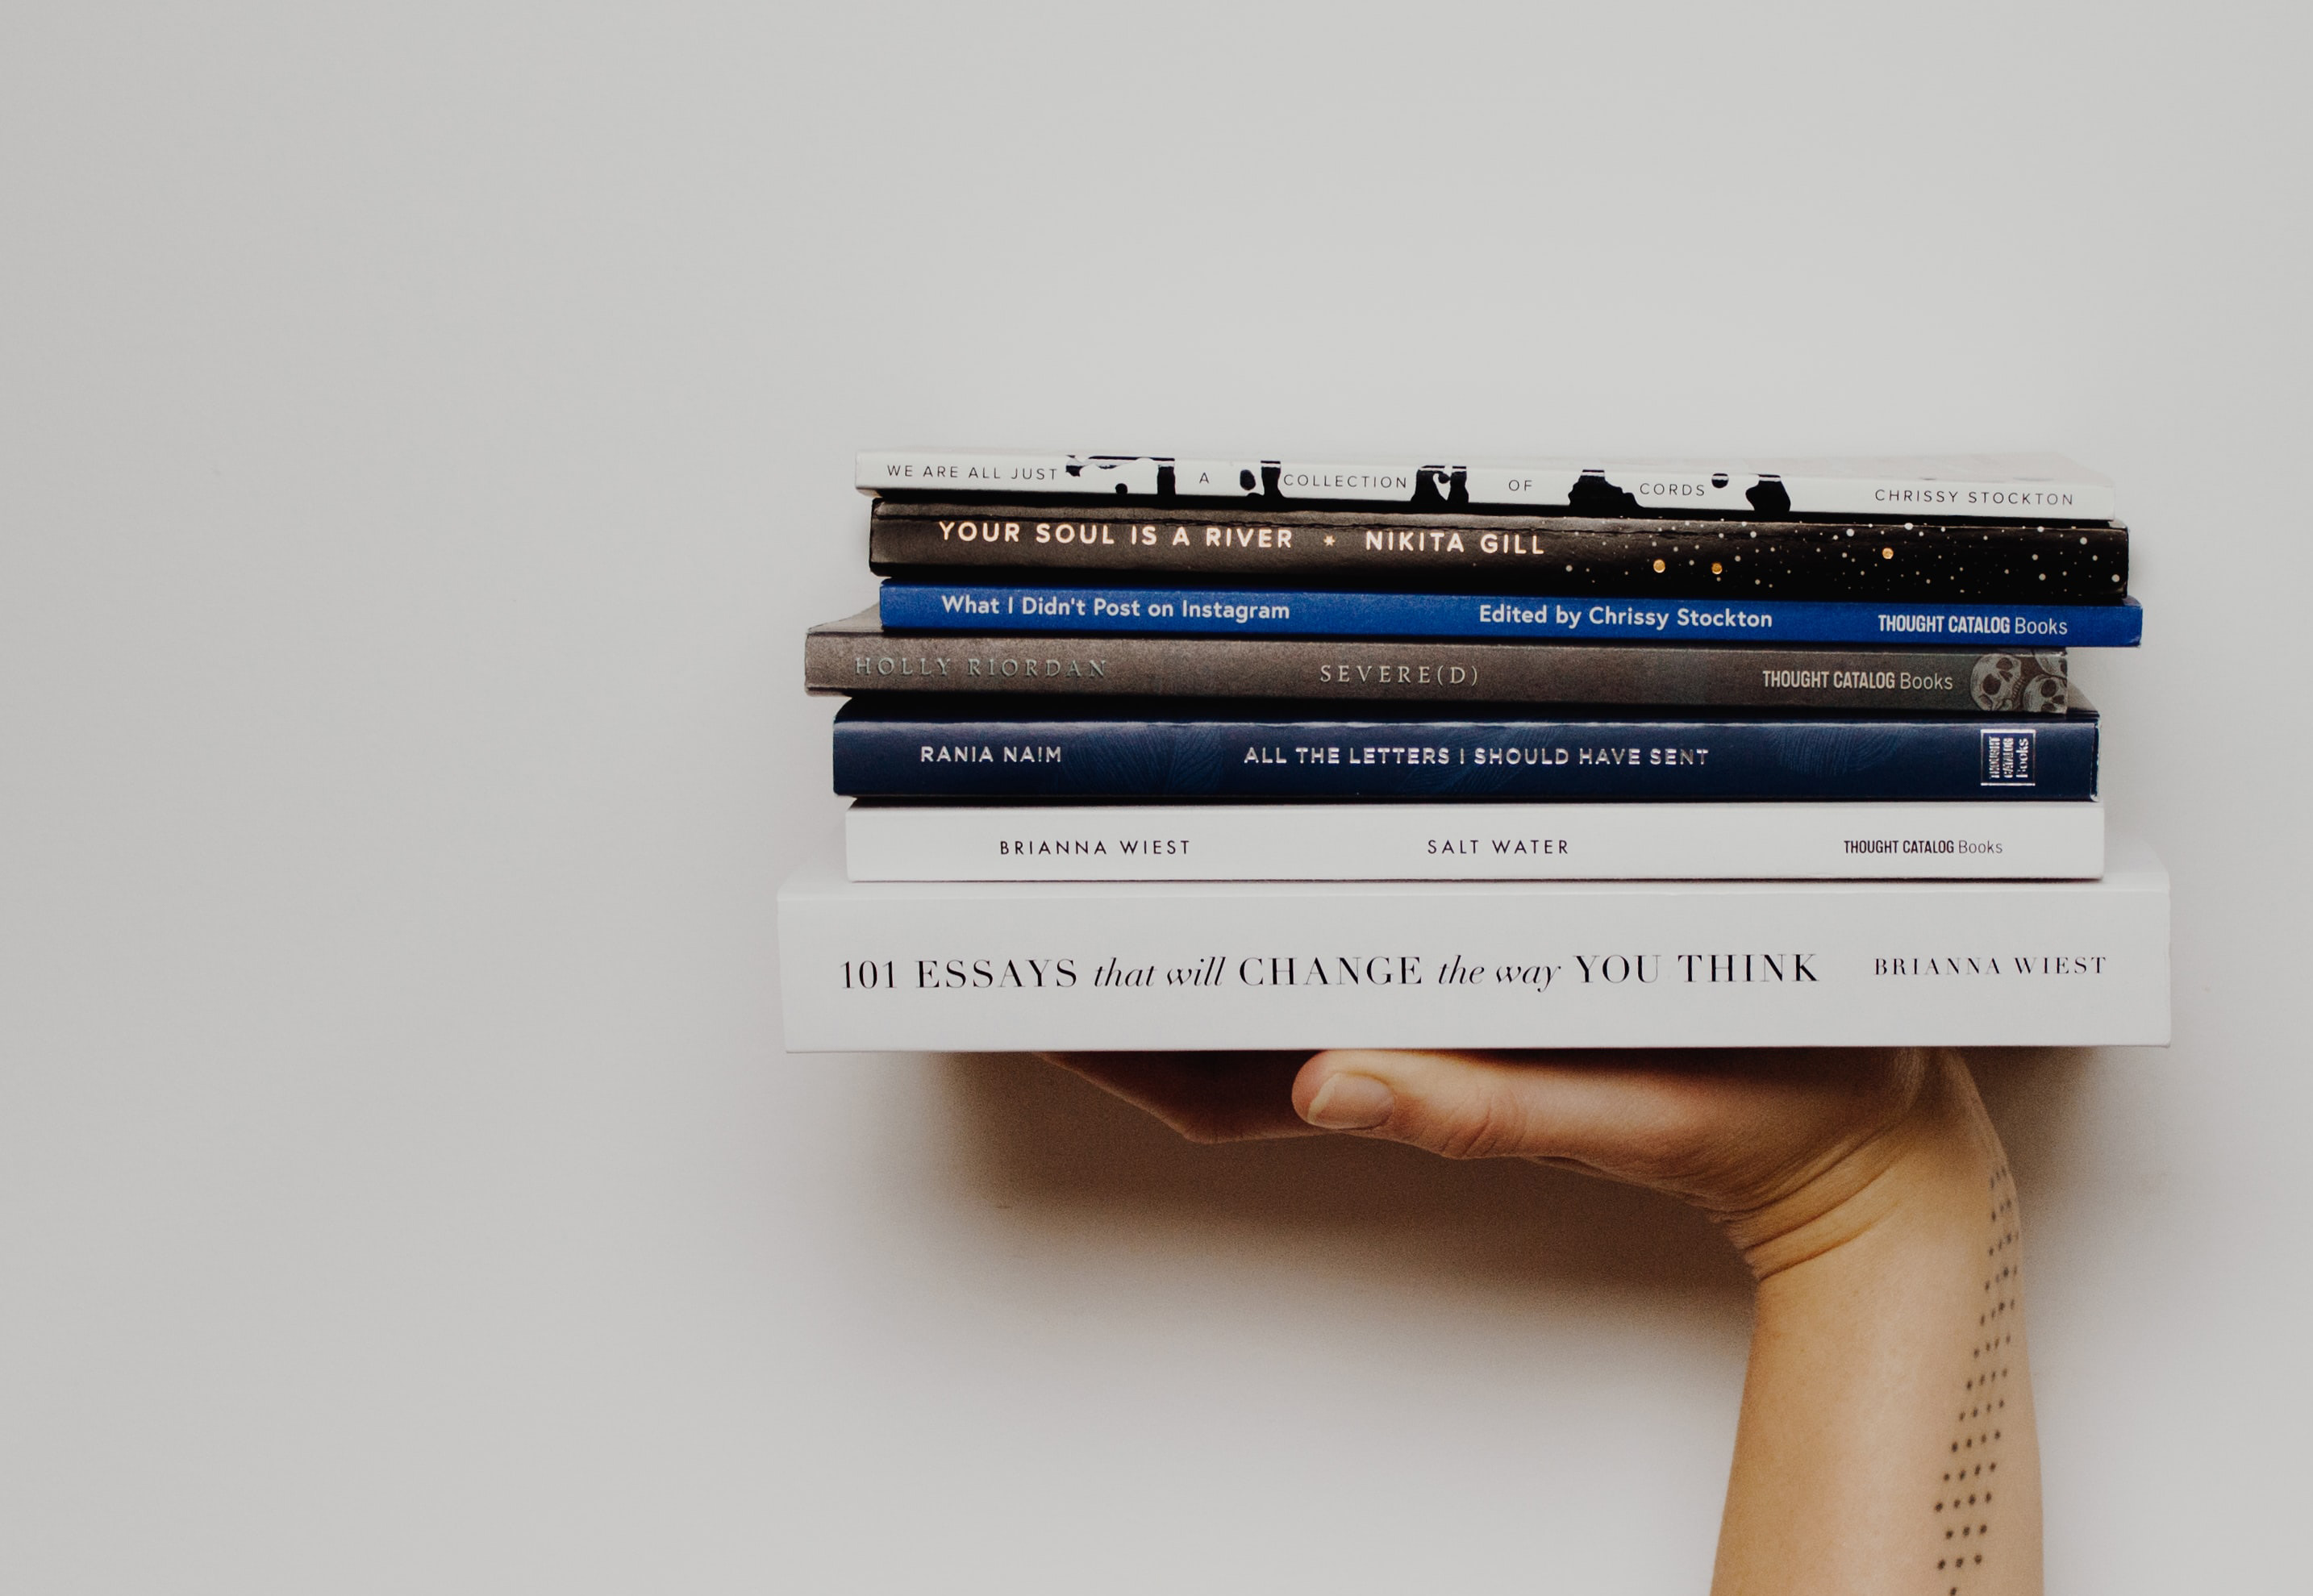 WE ARE ALL JUST A COLLECTION OF CORDS CHRISSY STOCKTON
YOUR SOUL IS A RIVER * NIKITA GILL
What I Didn't Post on Instagram Edited by Chrissy Stockton THOUGHT CATALOG Books
HOLLY RIORDAN SEVERE(D) THOUGHT CATALOG Books
RANIA NAIM ALL THE LETTERS I SHOULD HAVE SENT THOUGHT CATALOG Books
BRIANNA WIEST SALT WATER THOUGHT CATALOG Books
101 ESSAYS that will CHANGE the way YOU THINK BRIANNA WIEST